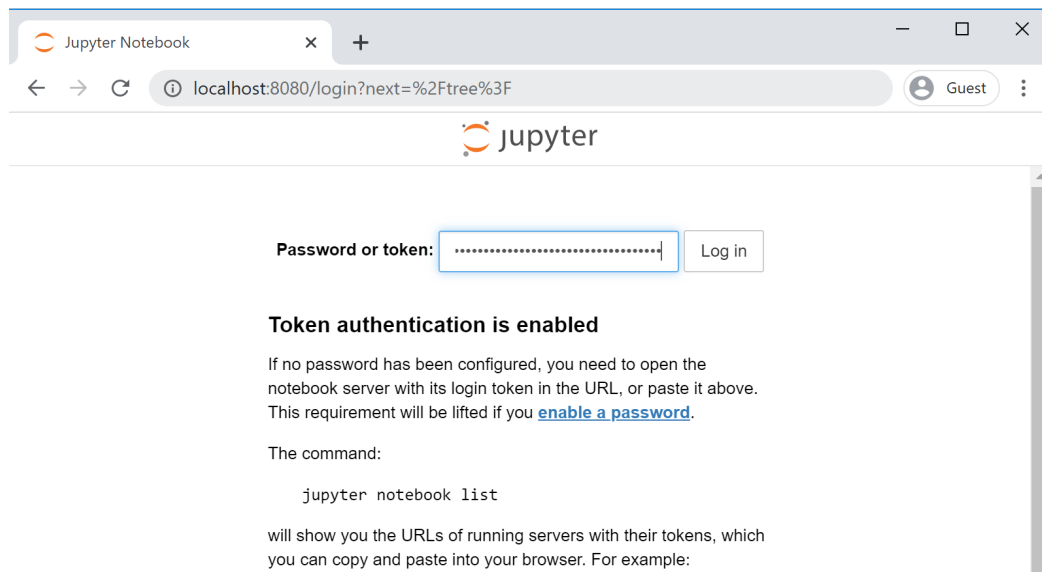 Jupyter Notebook
localhost:8080/login?next=%2Ftree%3F
Guest
jupyter
Password or token:
Log in
Token authentication is enabled
If no password has been configured, you need to open the
notebook server with its login token in the URL, or paste it above.
This requirement will be lifted if you enable a password.
The command:
jupyter notebook list
will show you the URLs of running servers with their tokens, which
you can copy and paste into your browser. For example: